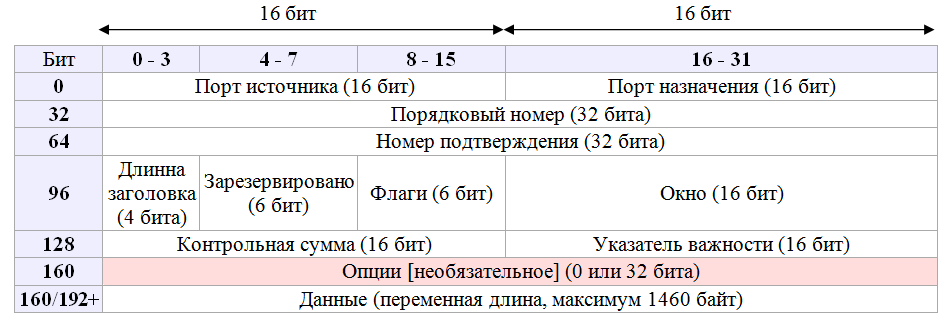 16 бит 16 бит
Бит 0 - 3 4 - 7 8 - 15 16 - 31
0 Порт источника (16 бит) Порт назначения (16 бит)
32 Порядковый номер (32 бита)
64 Номер подтверждения (32 бита)
96 Длинна заголовка (4 бита) Зарезервировано (6 бит) Флаги (6 бит) Окно (16 бит)
128 Контрольная сумма (16 бит) Указатель важности (16 бит)
160 Опции [необязательное] (0 или 32 бита)
160/192+ Данные (переменная длина, максимум 1460 байт)